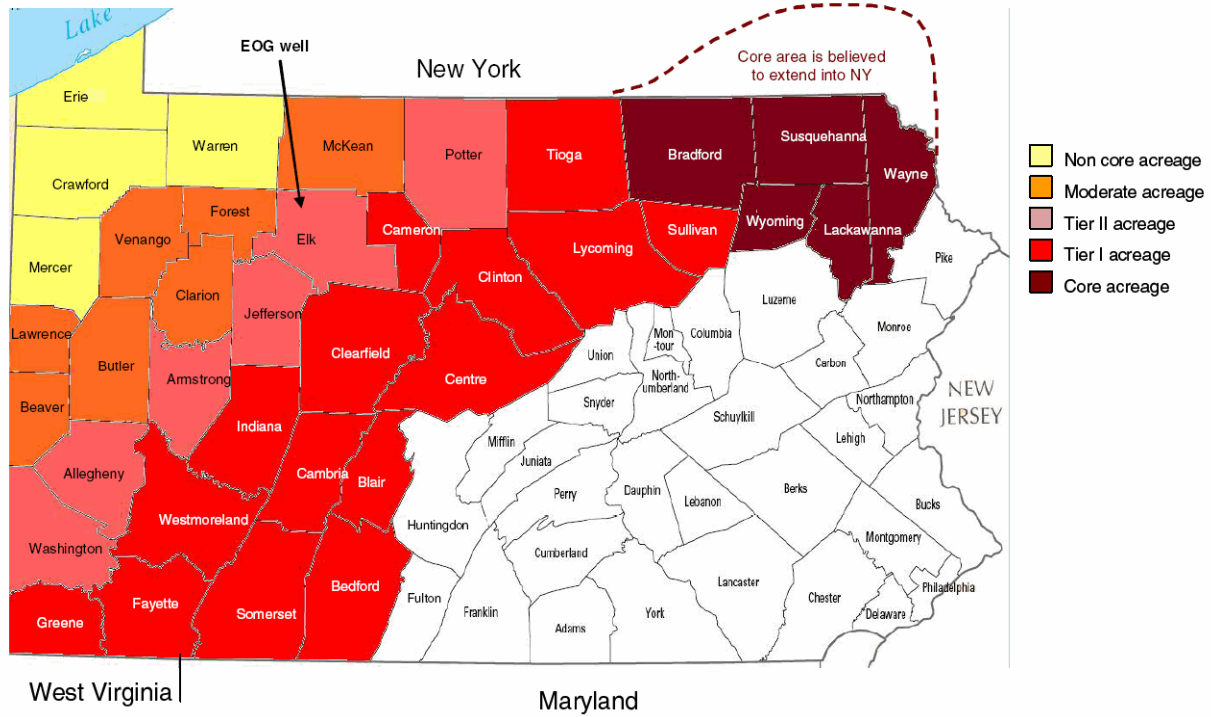 Lake
EOG well
New York
Core area is believed
to extend into NY
Erie
Warren
McKean
Potter
Tioga
Bradford
Susquehanna
Wayne
Crawford
Forest
Venango
Elk
Cameron
Lycoming
Sullivan
Wyoming
Lackawanna
Mercer
Clarion
Clinton
Pike
Lawrence
Jefferson
Luzerne
Monroe
Butler
Armstrong
Clearfield
Centre
Union
Mon
-tour
Columbia
Carbon
Beaver
North-
umberland
Snyder
Northampton
NEW
JERSEY
Indiana
Schuylkill
Lehigh
Allegheny
Cambria
Blair
Mifflin
Juniata
Perry
Dauphin
Lebanon
Berks
Bucks
Westmoreland
Huntingdon
Washington
Cumberland
Montgomery
Philadelphia
Bedford
Lancaster
Chester
Delaware
Greene
Fayette
Somerset
Fulton
Franklin
Adams
York
West Virginia
Maryland
Non core acreage
Moderate acreage
Tier II acreage
Tier I acreage
Core acreage